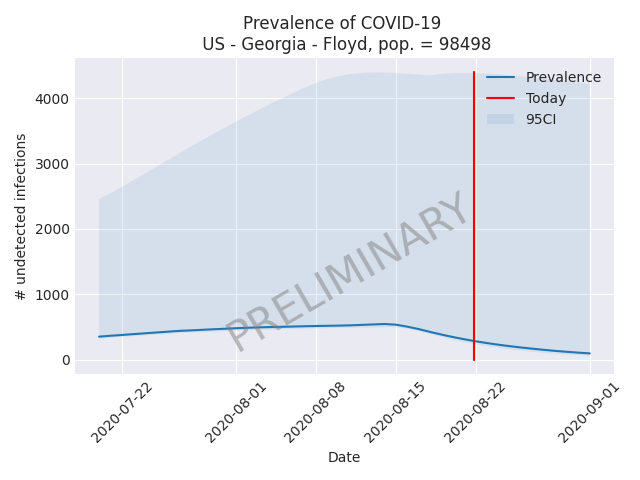 Prevalence of COVID-19
US - Georgia - Floyd, pop. = 98498
Prevalence
Today
95CI
4000
3000
2000
1000
0
# undetected infections
PRELIMINARY
2020-07-22
2020-08-01
2020-08-08
2020-08-15
2020-08-22
2020-09-01
Date